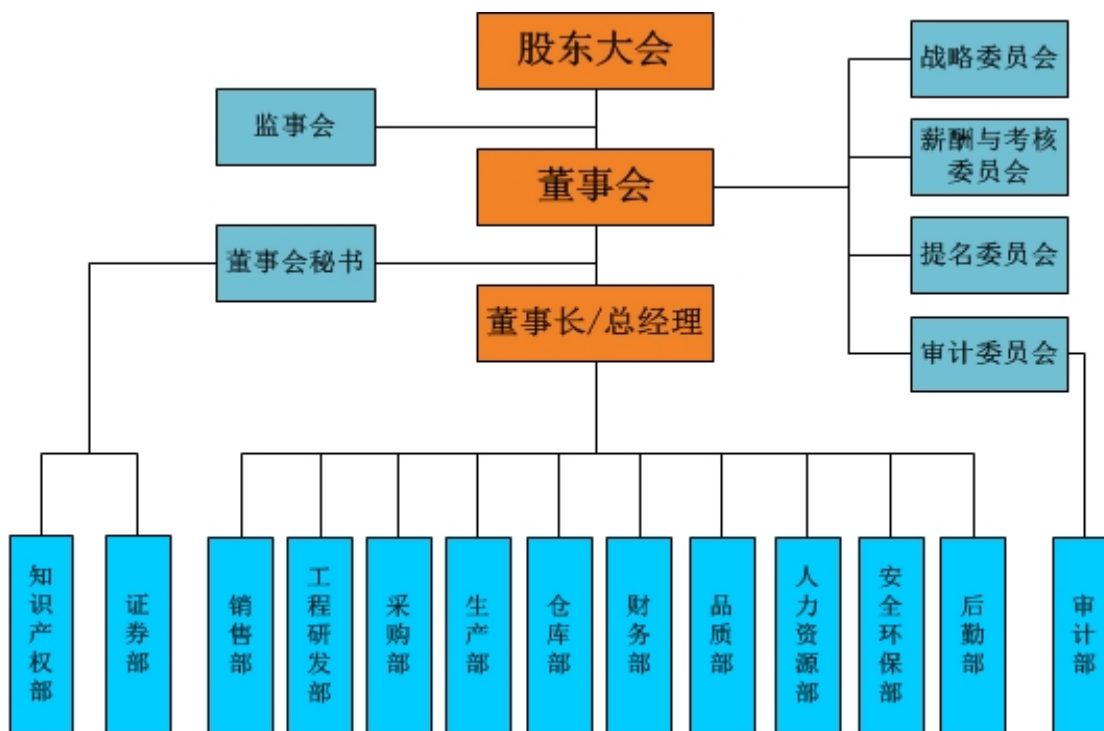 股东大会
战略委员会
监事会
薪酬与考核
委员会
董事会
提名委员会
董事会秘书
董事长/总经理
审计委员会
知识产权部
证券部
销售部
工程研发部
采购部
生产部
仓库部
财务部
品质部
人力资源部
安全环保部
后勤部
审计部